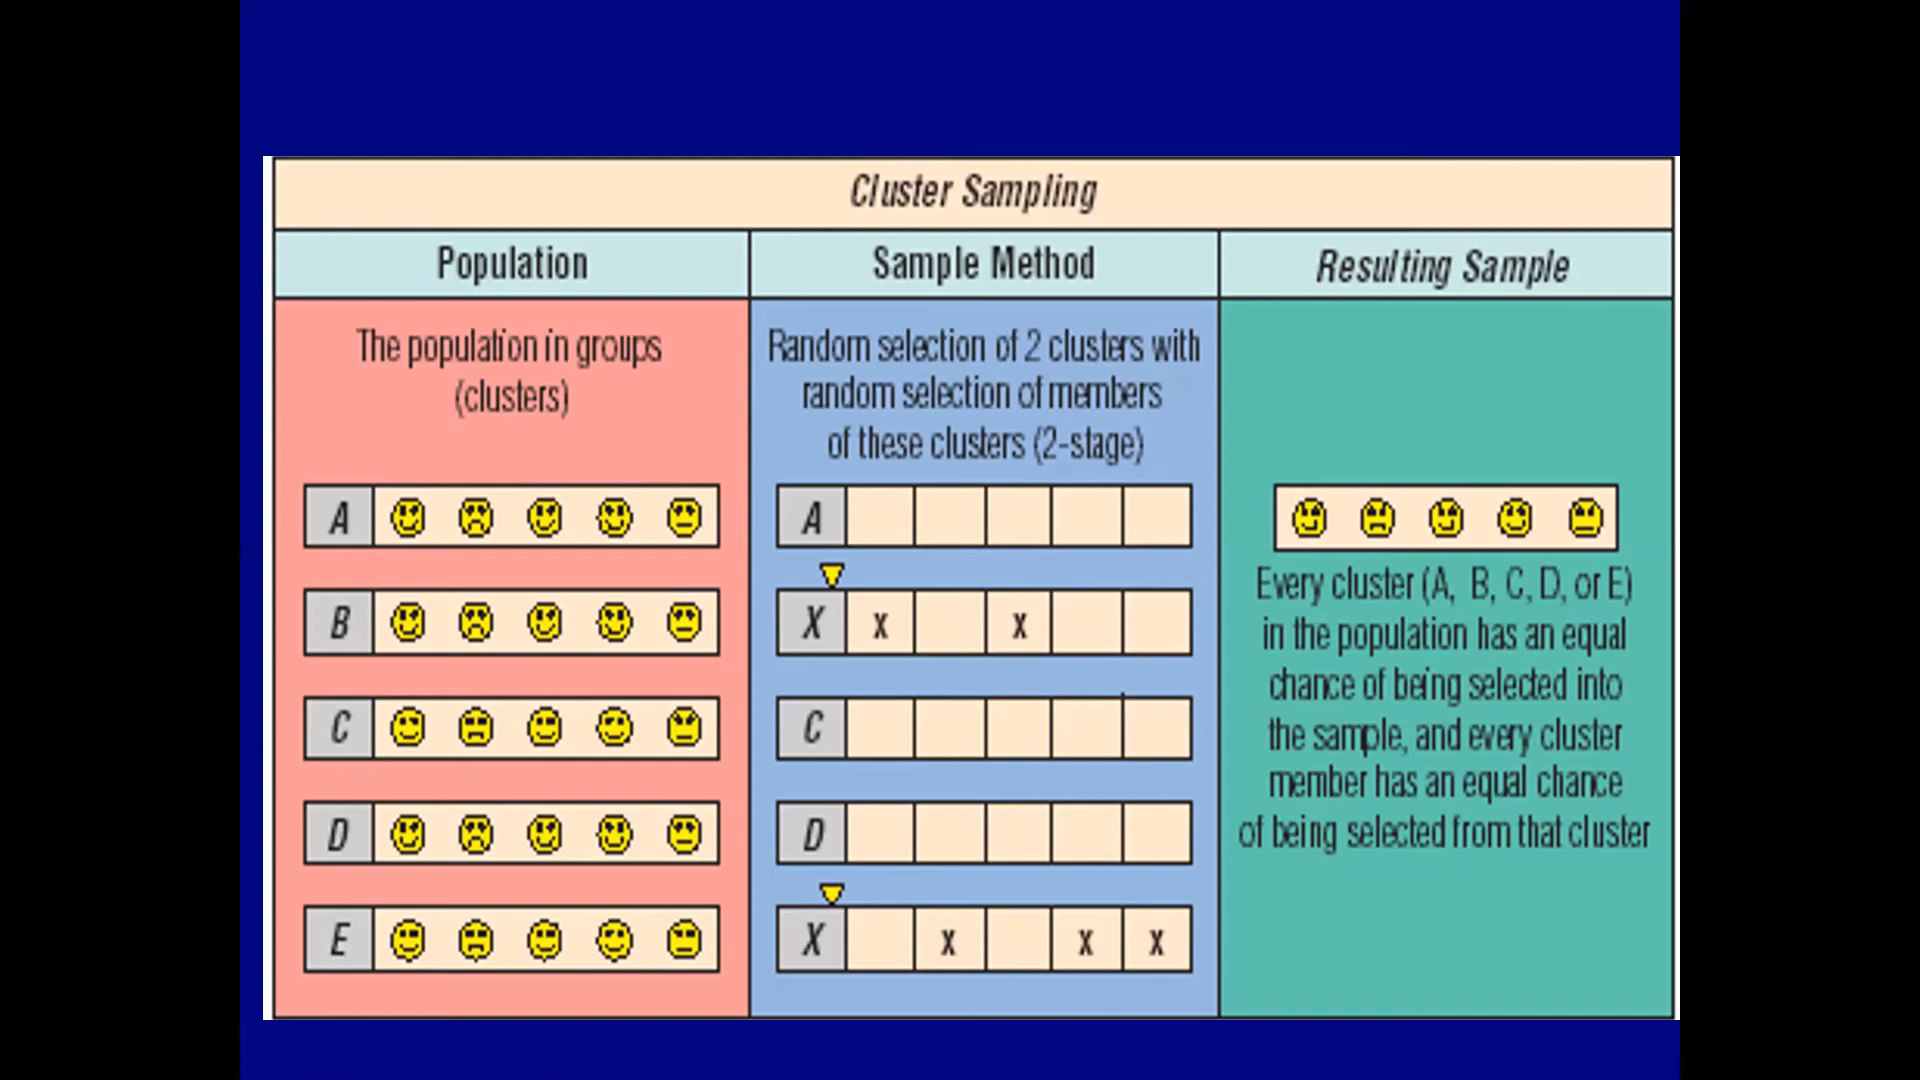 Cluster Sampling
Population
Sample Method
Resulting Sample
The population in groups
(clusters)
A
B
C
D
E
Random selection of 2 clusters with
random selection of members
of these clusters (2-stage)
A
X x x
C
D
X x x x
Every cluster (A, B, C, D, or E)
in the population has an equal
chance of being selected into
the sample, and every cluster
member has an equal chance
of being selected from that cluster